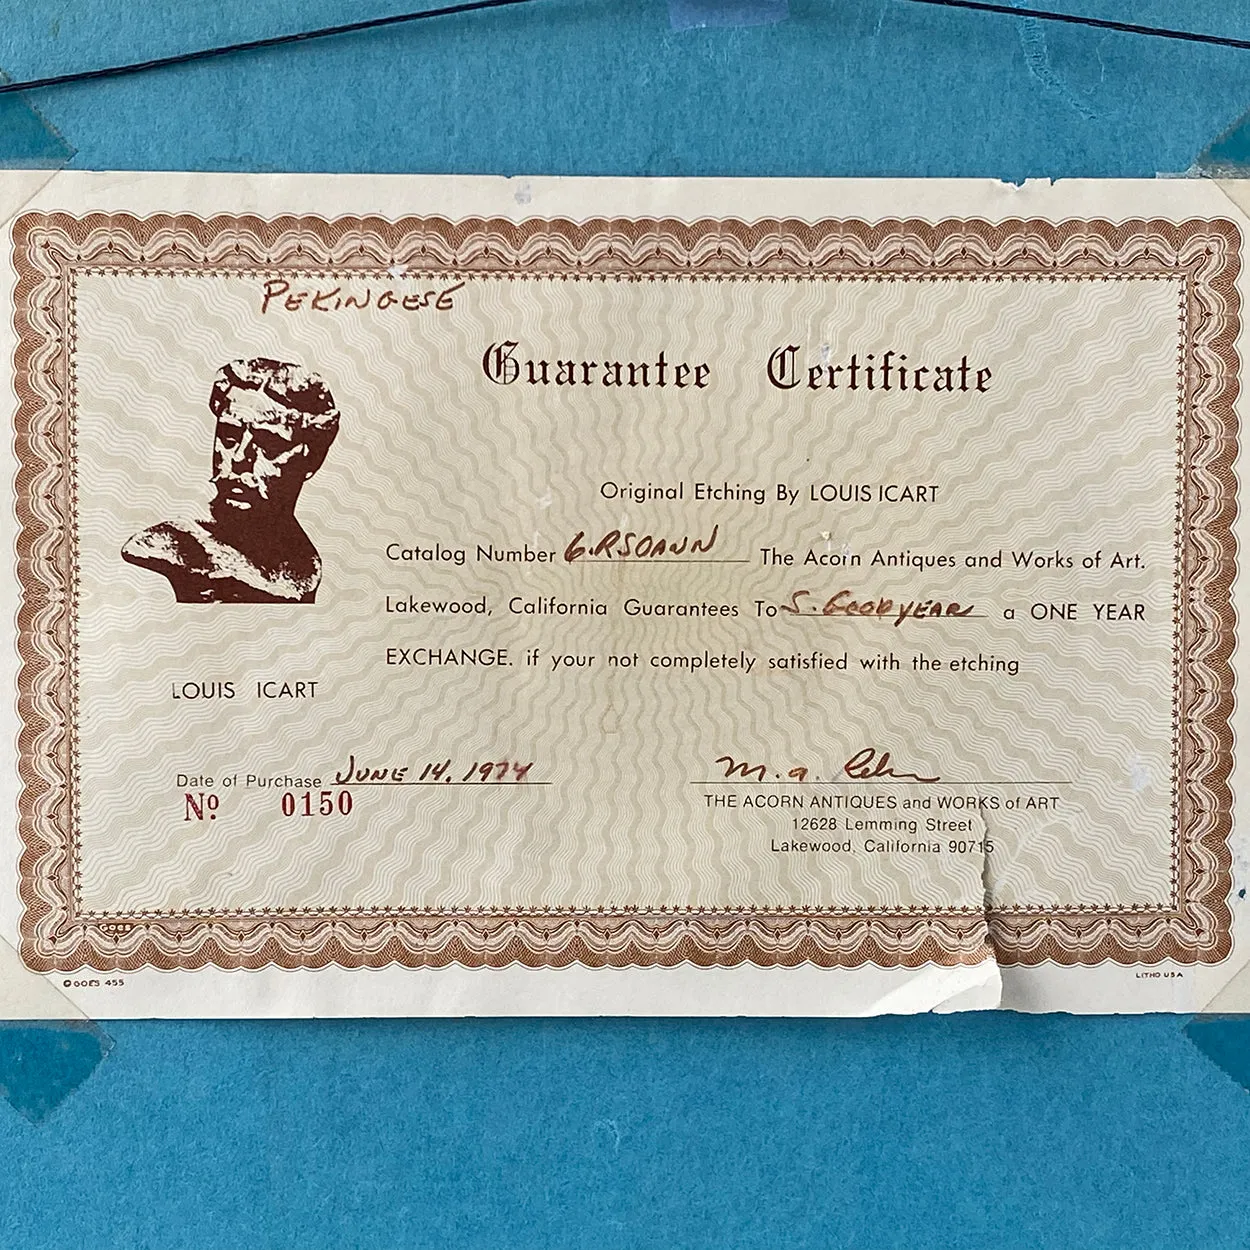 PEKINGESE
Guarantee Certificate
Original Etching By LOUIS ICART
Catalog Number G.RSOANN The Acorn Antiques and Works of Art.
Lakewood, California Guarantees To S. GOODYEAR a ONE YEAR
EXCHANGE. if your not completely satisfied with the etching
LOUIS ICART
Date of Purchase JUNE 14, 1974
M. A.
Nº 0150
THE ACORN ANTIQUES and WORKS of ART
12628 Lemming Street
Lakewood, California 90715
GOES
©GOES 455
LITHO USA